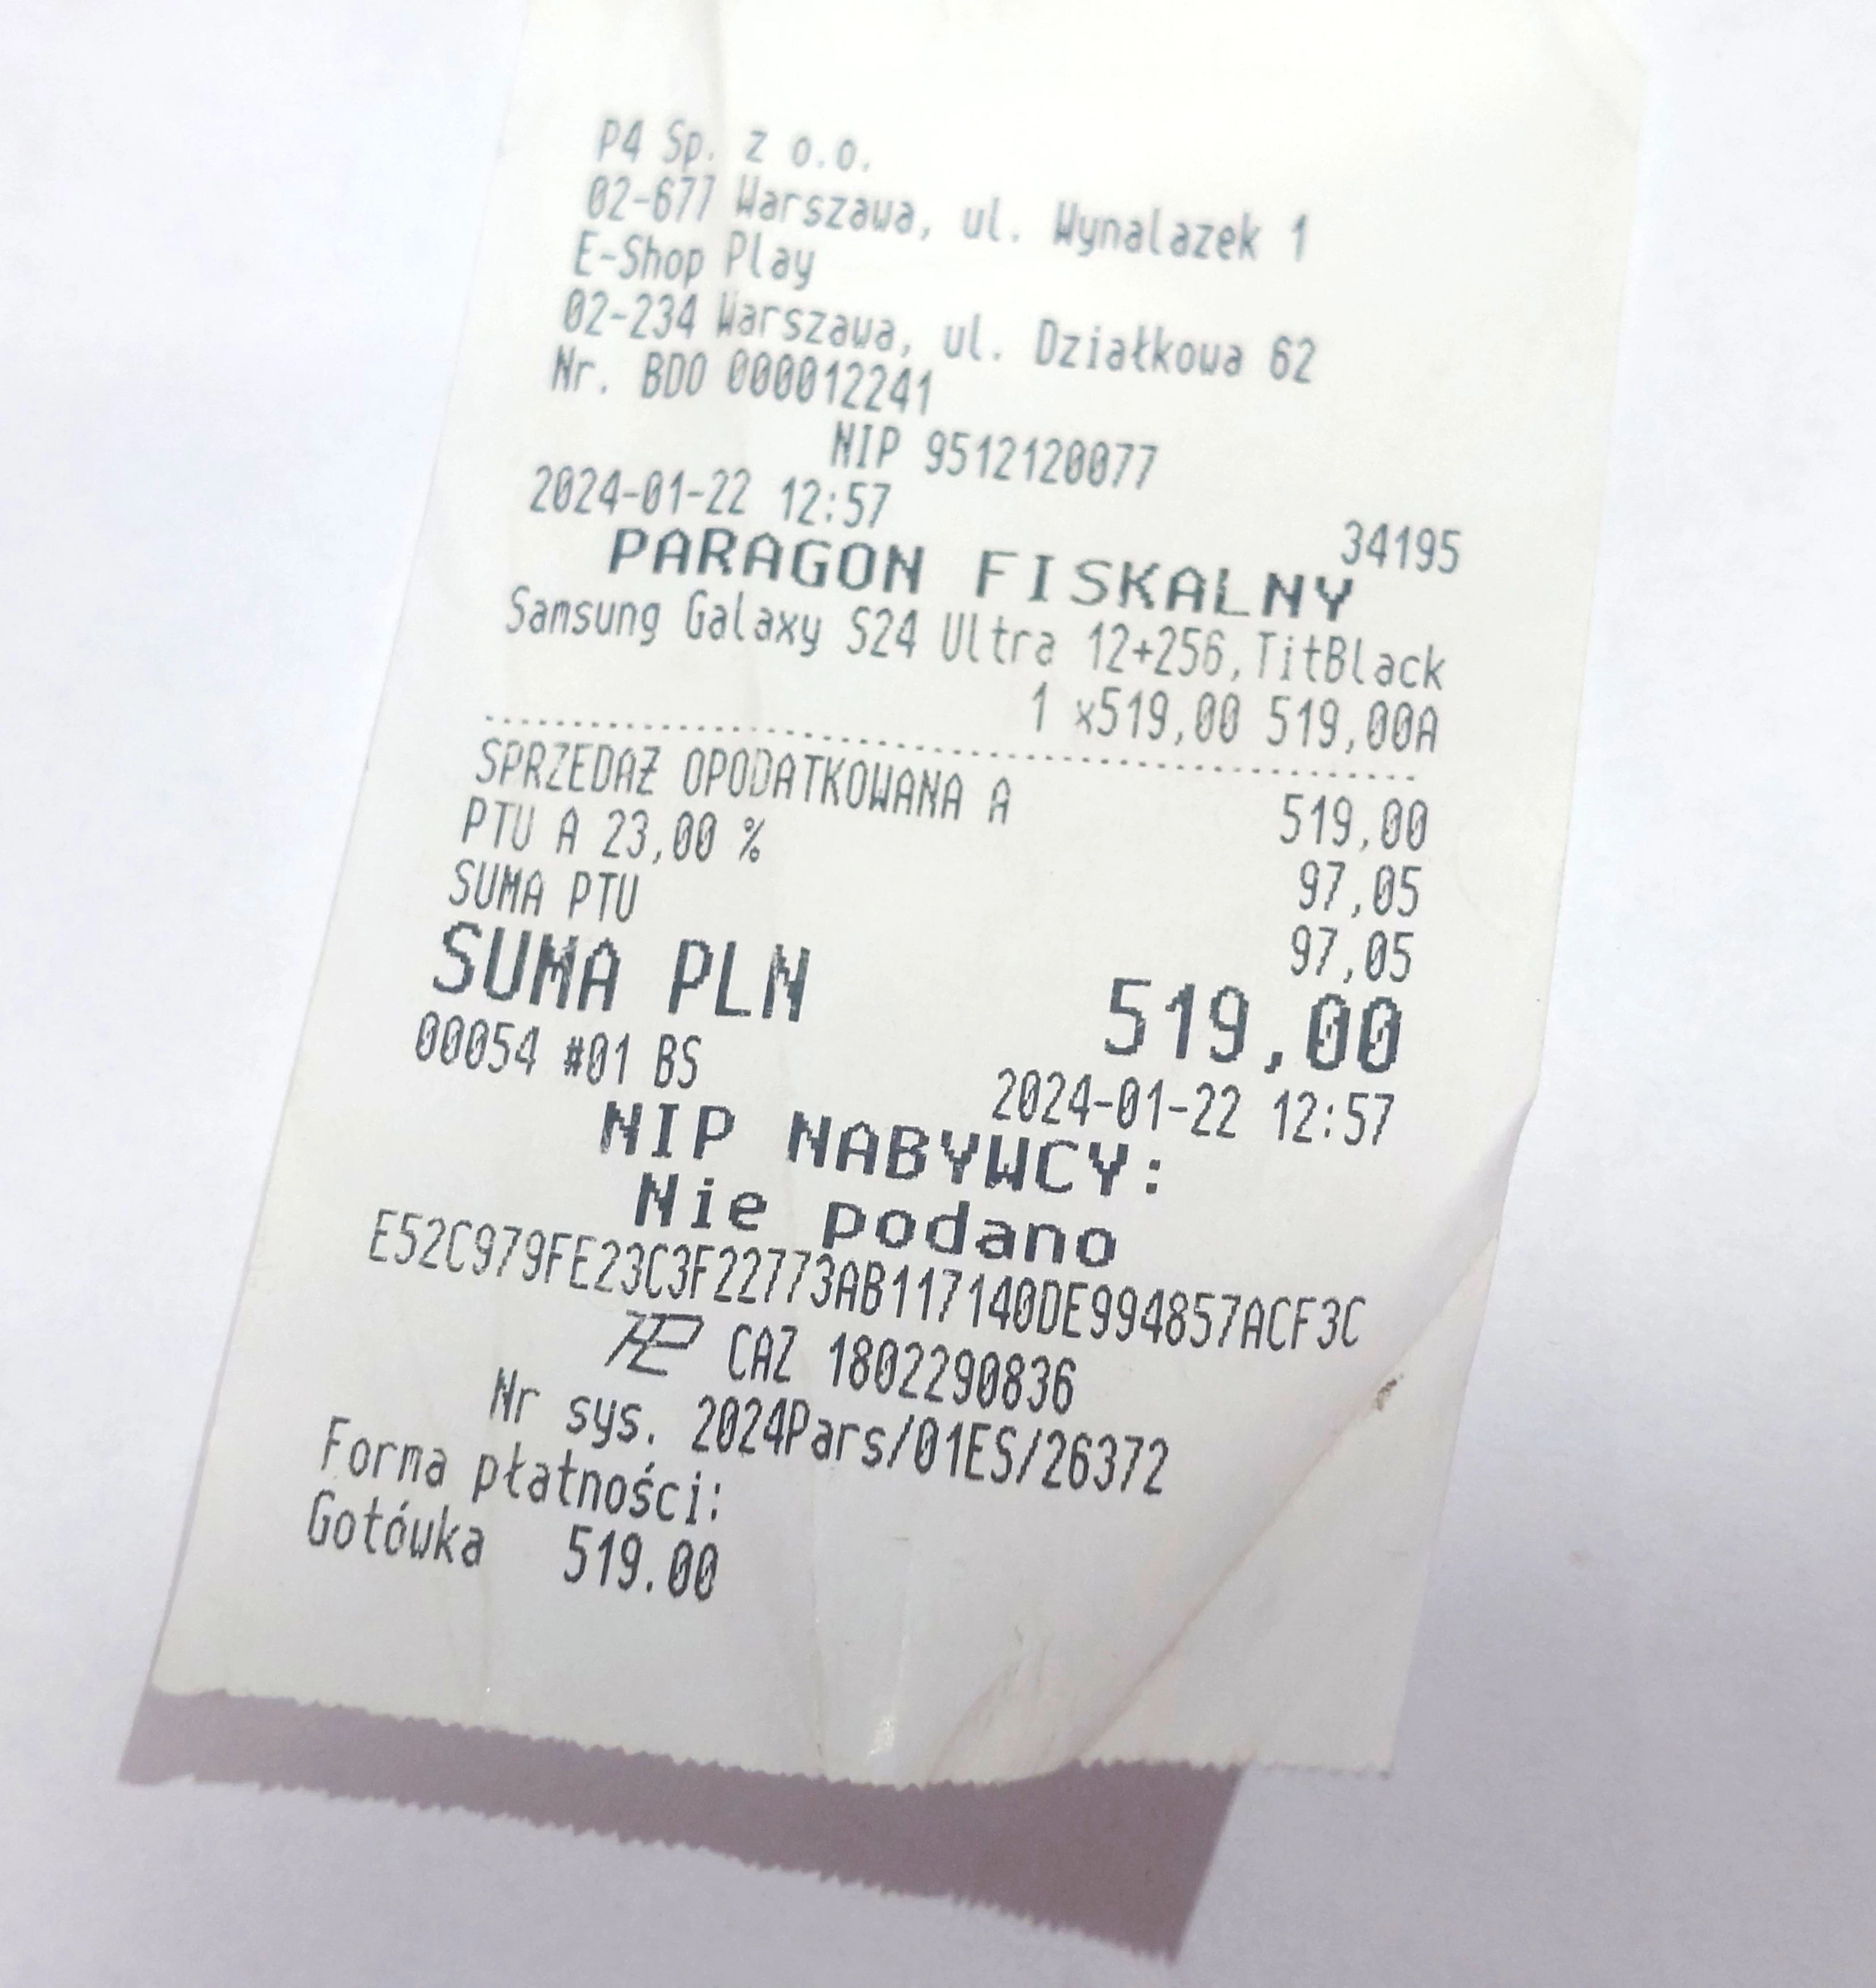 P4 Sp. z o.o.
02-677 Warszawa, ul. Wynalazek 1
E-Shop Play
02-234 Warszawa, ul. Działkowa 62
Nr. BDO 000012241
NIP 9512120077
2024-01-22 12:57 34195
PARAGON FISKALNY
Samsung Galaxy S24 Ultra 12+256,TitBlack
1 x519,00 519,00A
SPRZEDAŻ OPODATKOWANA A 519,00
PTU A 23,00 % 97,05
SUMA PTU 97,05
SUMA PLN 519,00
00054 #01 BS 2024-01-22 12:57
NIP NABYWCY:
Nie podano
E52C979FE23C3F22773AB117140DE994857ACF3C
CAZ 1802290836
Nr sys. 2024Pars/01ES/26372
Forma płatności:
Gotówka 519.00